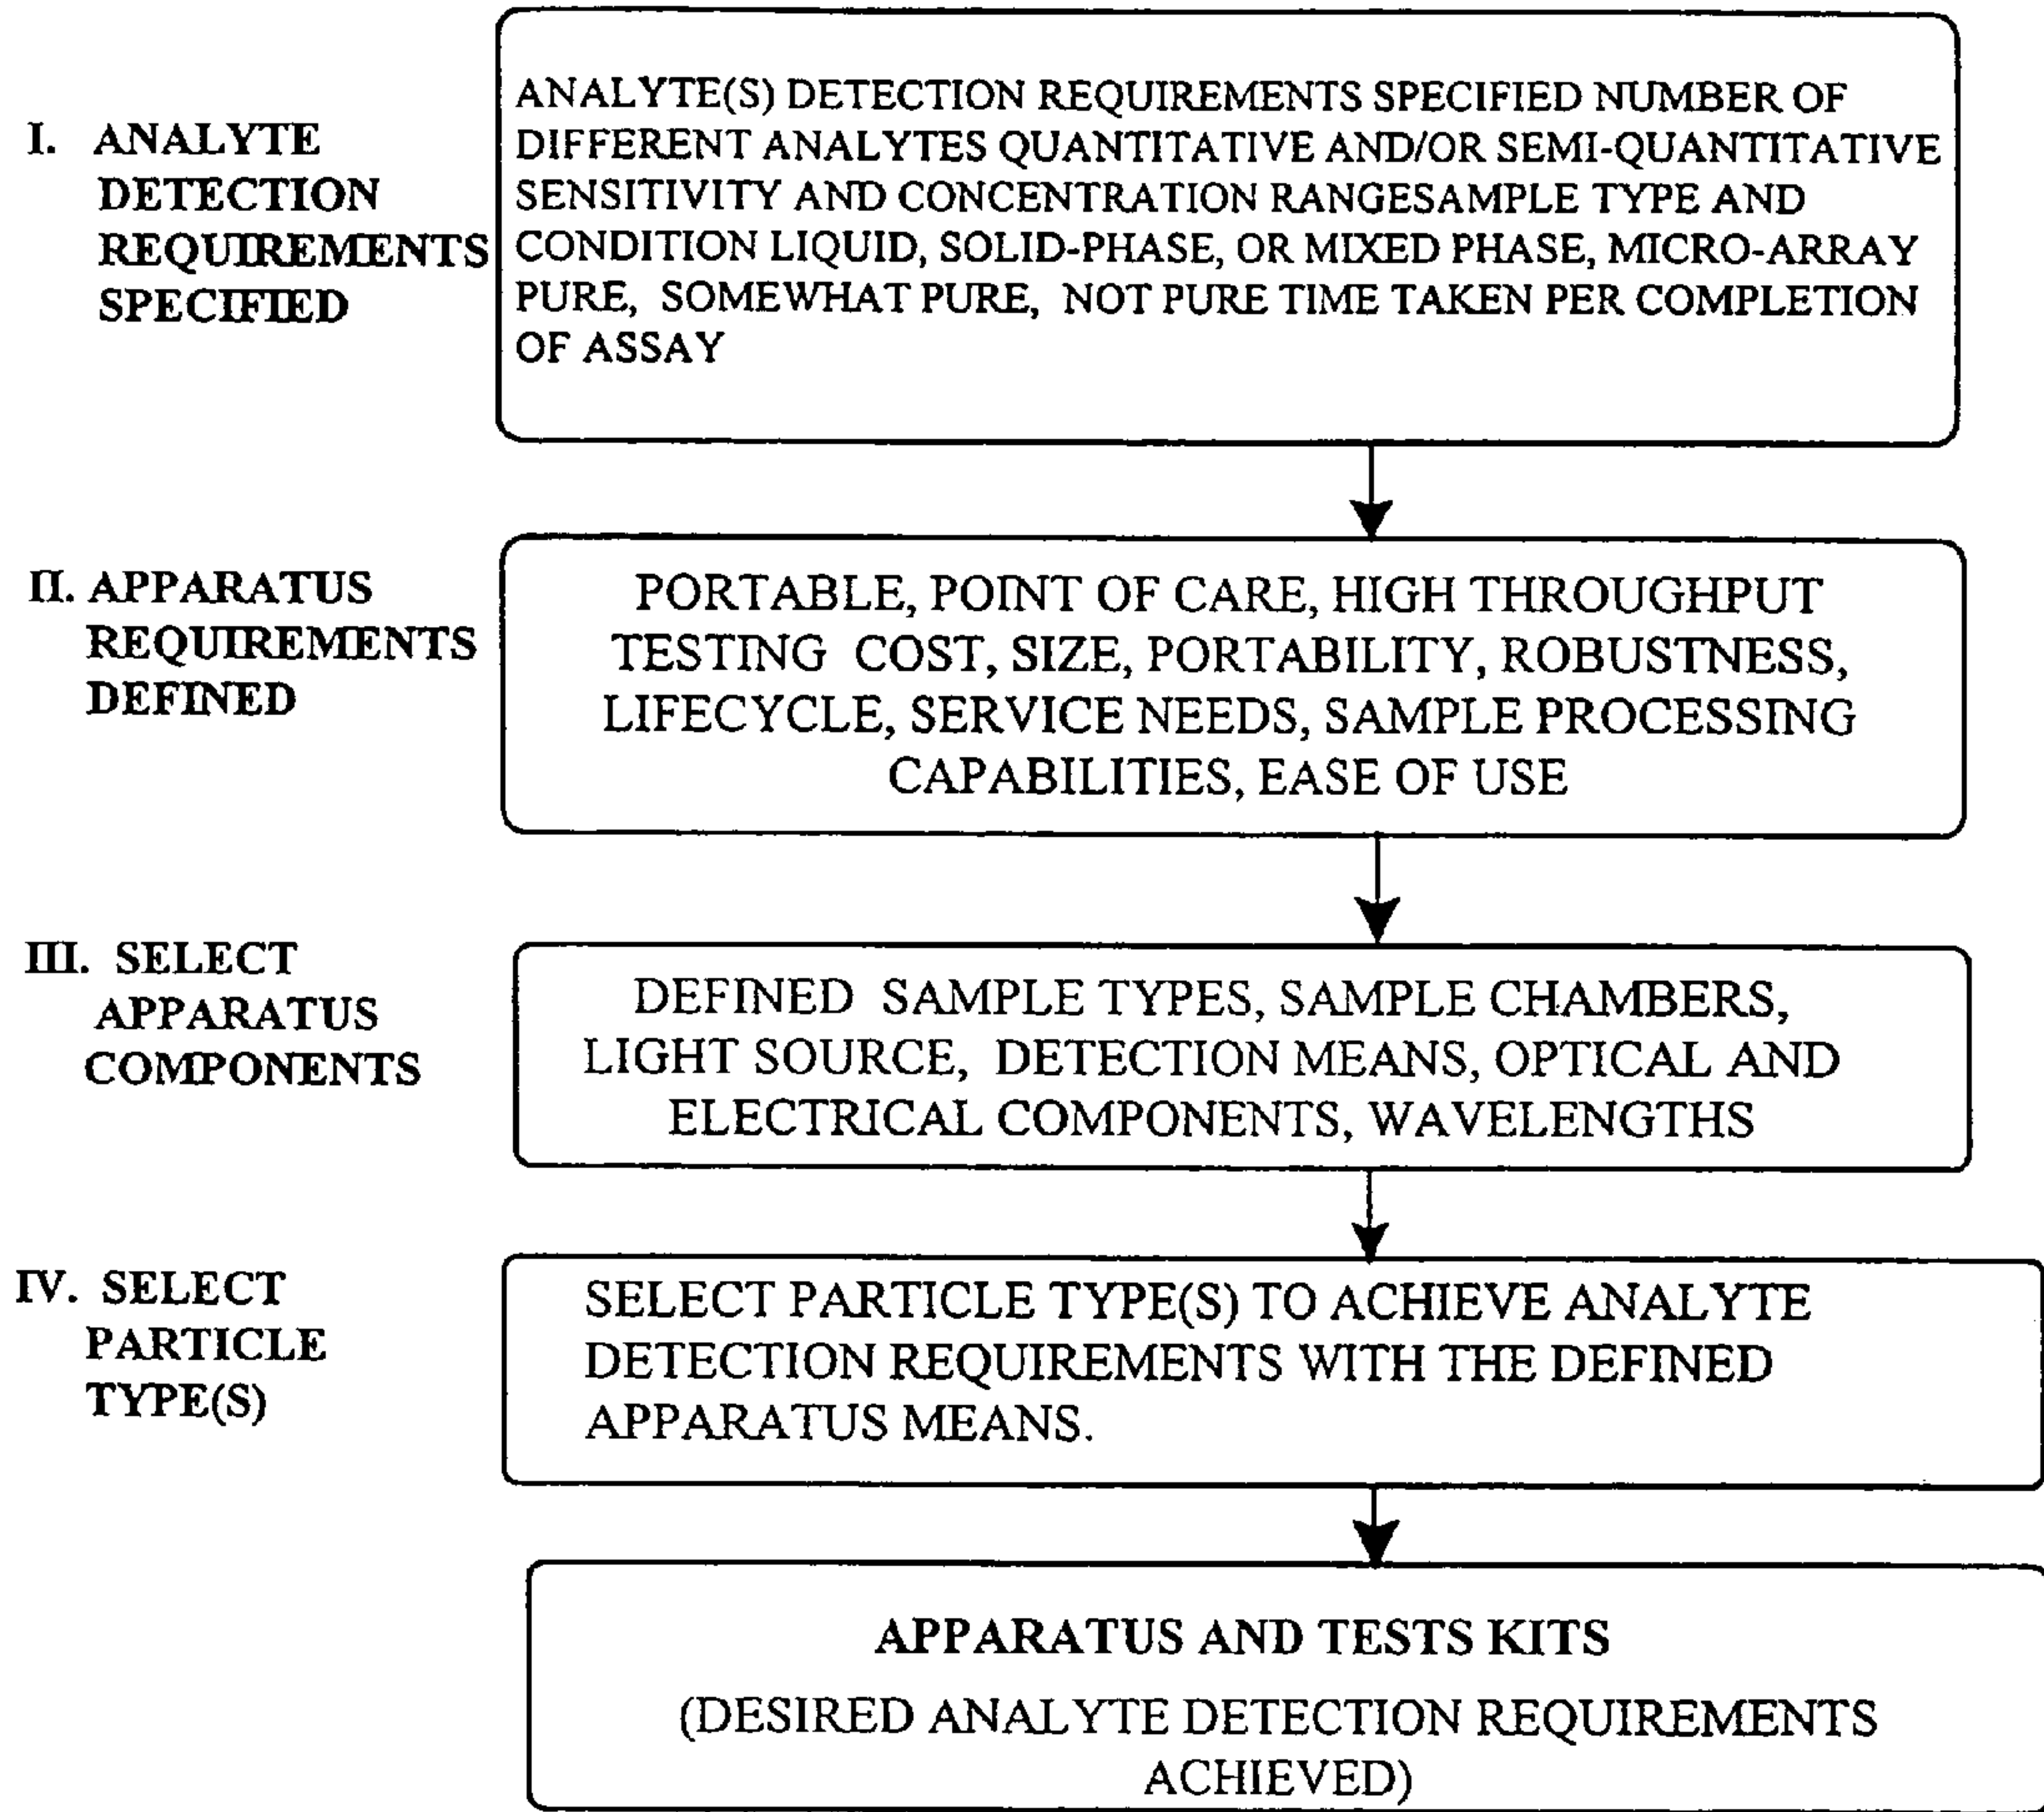 I. ANALYTE
DETECTION
REQUIREMENTS
SPECIFIED
ANALYTE(S) DETECTION REQUIREMENTS SPECIFIED NUMBER OF
DIFFERENT ANALYTES QUANTITATIVE AND/OR SEMI-QUANTITATIVE
SENSITIVITY AND CONCENTRATION RANGESAMPLE TYPE AND
CONDITION LIQUID, SOLID-PHASE, OR MIXED PHASE, MICRO-ARRAY
PURE, SOMEWHAT PURE, NOT PURE TIME TAKEN PER COMPLETION
OF ASSAY
II. APPARATUS
REQUIREMENTS
DEFINED
PORTABLE, POINT OF CARE, HIGH THROUGHPUT
TESTING COST, SIZE, PORTABILITY, ROBUSTNESS,
LIFECYCLE, SERVICE NEEDS, SAMPLE PROCESSING
CAPABILITIES, EASE OF USE
III. SELECT
APPARATUS
COMPONENTS
DEFINED SAMPLE TYPES, SAMPLE CHAMBERS,
LIGHT SOURCE, DETECTION MEANS, OPTICAL AND
ELECTRICAL COMPONENTS, WAVELENGTHS
IV. SELECT
PARTICLE
TYPE(S)
SELECT PARTICLE TYPE(S) TO ACHIEVE ANALYTE
DETECTION REQUIREMENTS WITH THE DEFINED
APPARATUS MEANS.
APPARATUS AND TESTS KITS
(DESIRED ANALYTE DETECTION REQUIREMENTS
ACHIEVED)